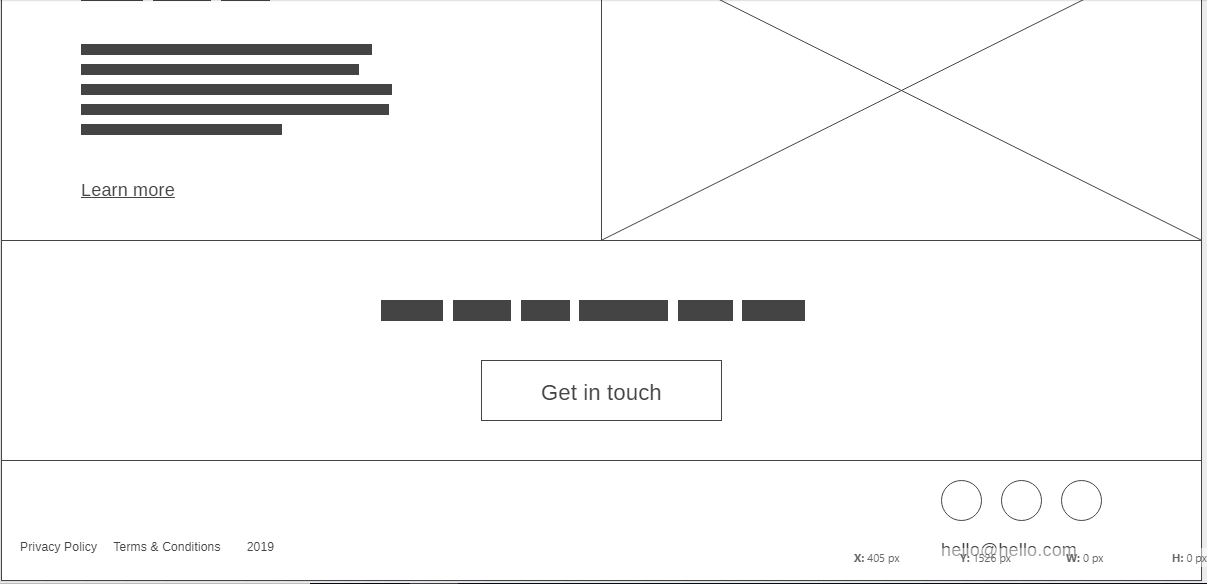 Learn more
Get in touch
Privacy Policy Terms & Conditions 2019
hello@hello.com
X: 405 px Y: 1526 px W: 0 px H: 0 px